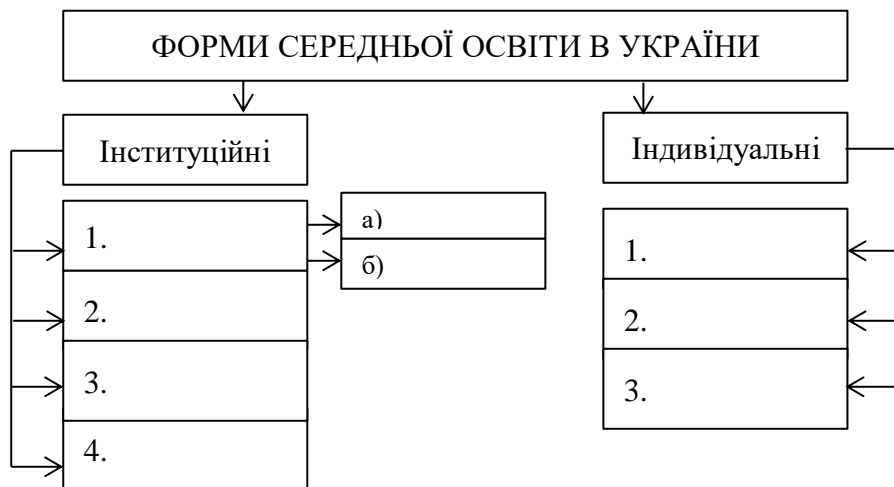 ФОРМИ СЕРЕДНЬОЇ ОСВІТИ В УКРАЇНИ
Інституційні
Індивідуальні
1.
а)
б)
2.
3.
4.
1.
2.
3.